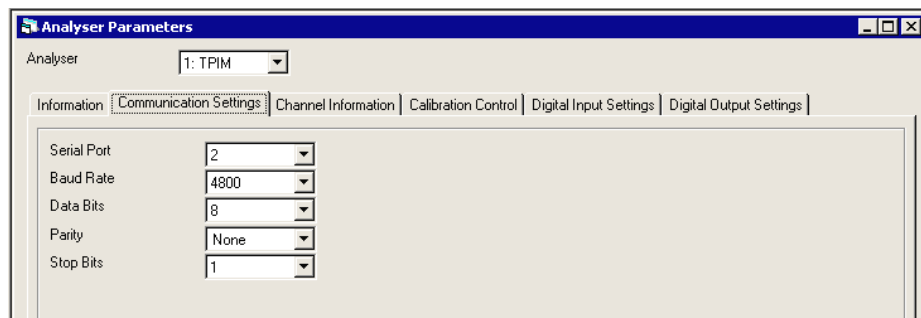 Analyser Parameters
Analyser 1: TPIM
Information Communication Settings Channel Information Calibration Control Digital Input Settings Digital Output Settings
Serial Port 2
Baud Rate 4800
Data Bits 8
Parity None
Stop Bits 1